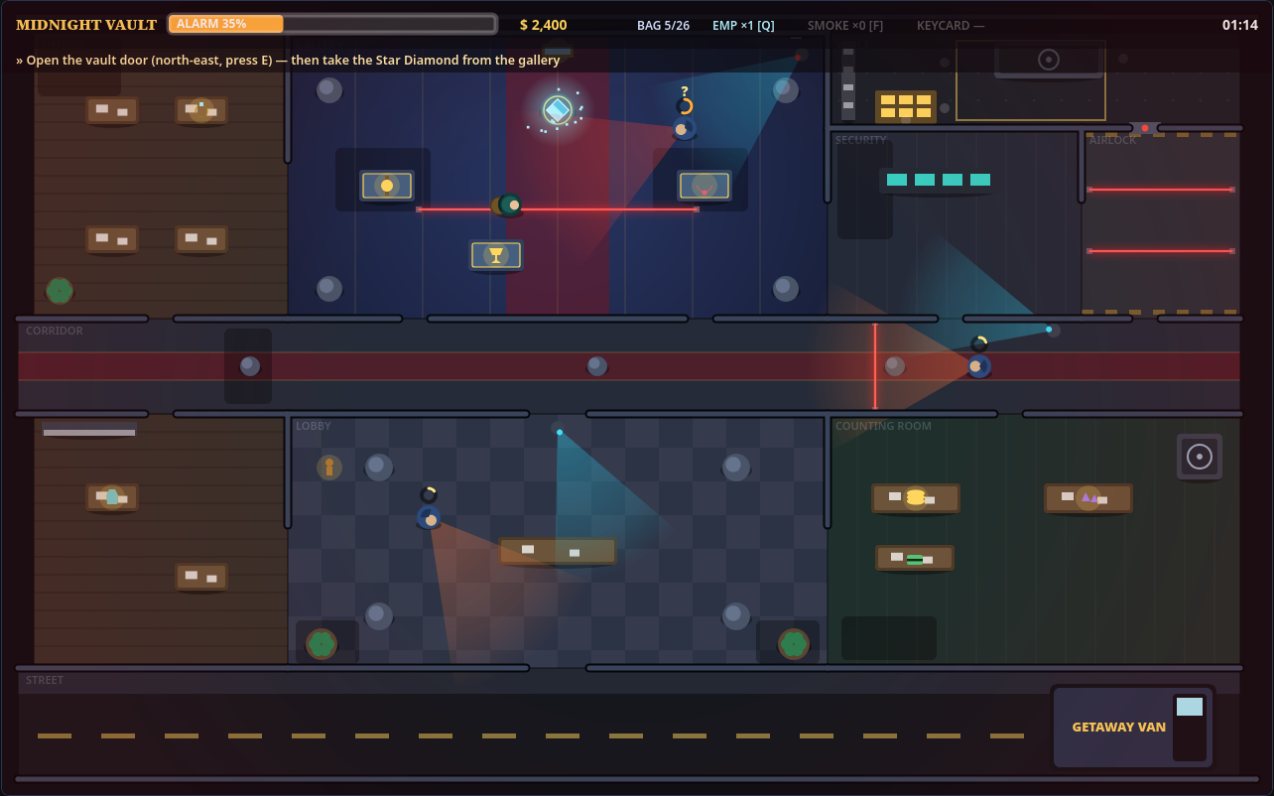 MIDNIGHT VAULT
ALARM 35%
$ 2,400
BAG 5/26
EMP ×1 [Q]
SMOKE ×0 [F]
KEYCARD —
01:14
» Open the vault door (north-east, press E) — then take the Star Diamond from the gallery
?
SECURITY
AIRLOCK
CORRIDOR
LOBBY
COUNTING ROOM
STREET
GETAWAY VAN